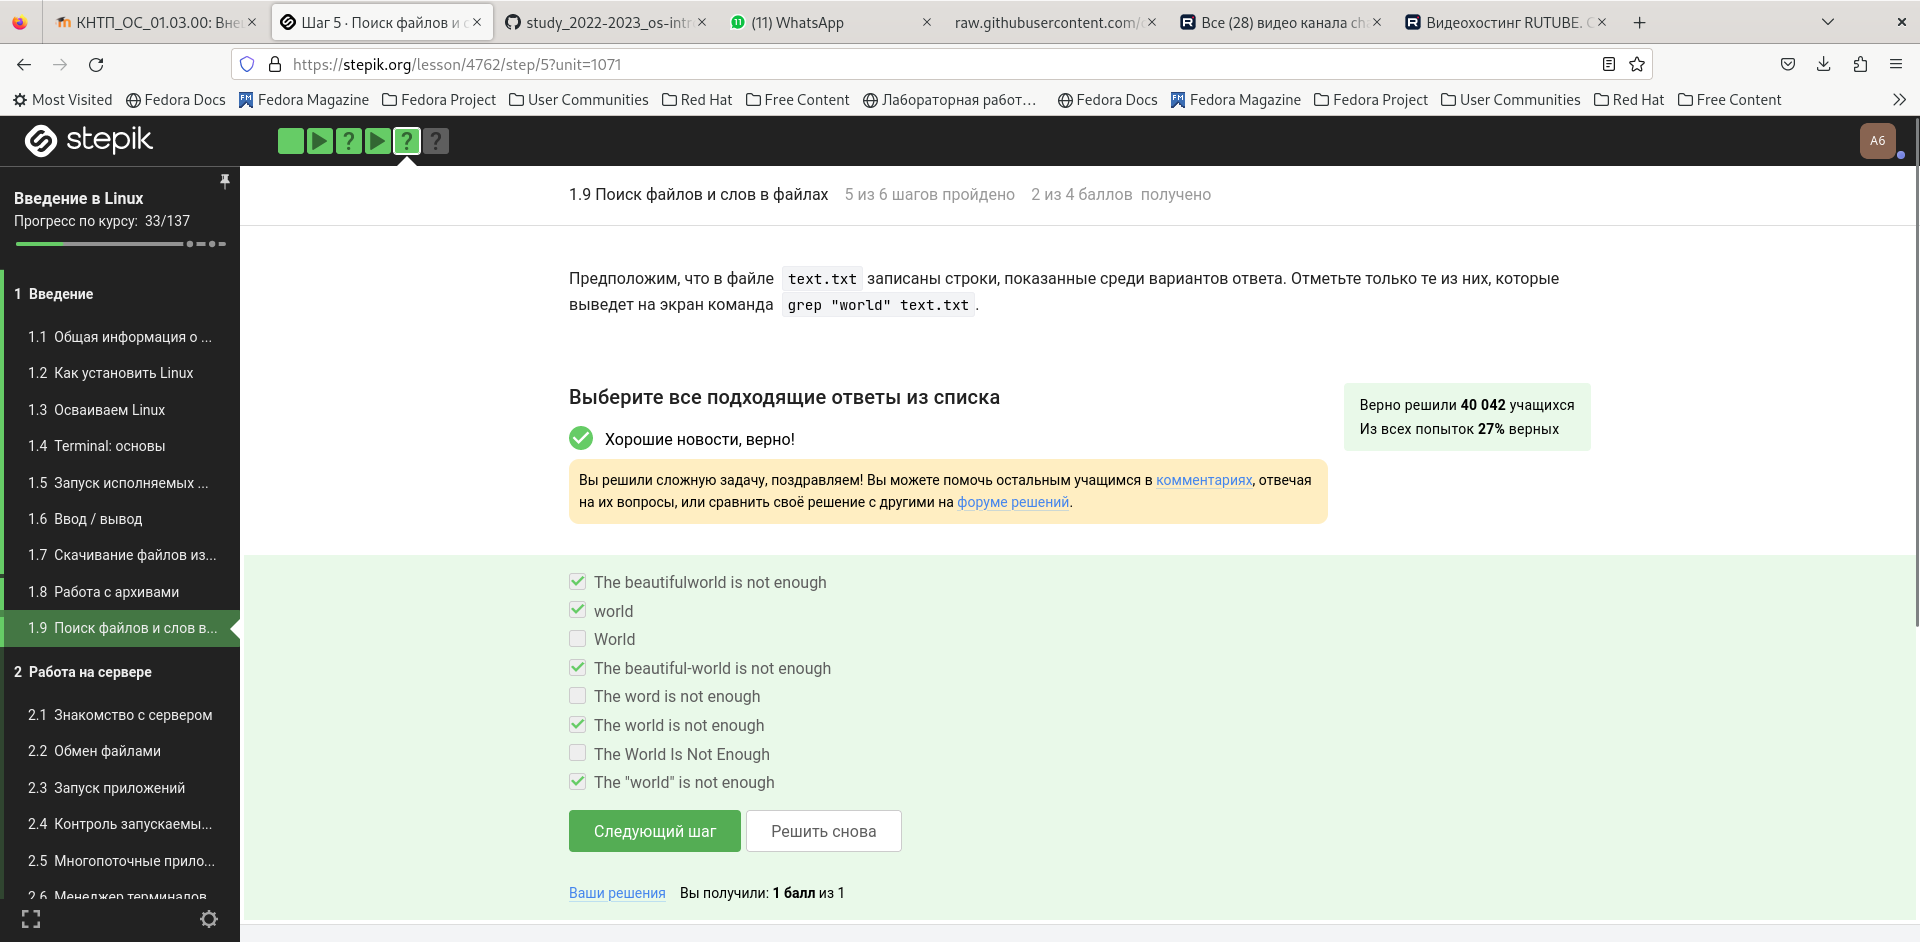 КНТП_ОС_01.03.00: Вне
Шаг 5 · Поиск файлов и с
study_2022-2023_os-intr
(11) WhatsApp
raw.githubusercontent.com/
Все (28) видео канала
Видеохостинг RUTUBE.
https://stepik.org/lesson/4762/step/5?unit=1071
Most Visited Fedora Docs Fedora Magazine Fedora Project User Communities Red Hat Free Content Лабораторная работ… Fedora Docs Fedora Magazine Fedora Project User Communities Red Hat Free Content
stepik
? ? ?
A6
Введение в Linux
Прогресс по курсу: 33/137
1 Введение
1.1 Общая информация о ...
1.2 Как установить Linux
1.3 Осваиваем Linux
1.4 Terminal: основы
1.5 Запуск исполняемых ...
1.6 Ввод / вывод
1.7 Скачивание файлов из...
1.8 Работа с архивами
1.9 Поиск файлов и слов в...
2 Работа на сервере
2.1 Знакомство с сервером
2.2 Обмен файлами
2.3 Запуск приложений
2.4 Контроль запускаемы...
2.5 Многопоточные прило...
2.6 Менеджер терминалов
1.9 Поиск файлов и слов в файлах 5 из 6 шагов пройдено 2 из 4 баллов получено
Предположим, что в файле text.txt записаны строки, показанные среди вариантов ответа. Отметьте только те из них, которые
выведет на экран команда grep "world" text.txt .
Выберите все подходящие ответы из списка
Хорошие новости, верно!
Верно решили 40 042 учащихся
Из всех попыток 27% верных
Вы решили сложную задачу, поздравляем! Вы можете помочь остальным учащимся в комментариях, отвечая
на их вопросы, или сравнить своё решение с другими на форуме решений.
The beautifulworld is not enough
world
World
The beautiful-world is not enough
The word is not enough
The world is not enough
The World Is Not Enough
The "world" is not enough
Следующий шаг
Решить снова
Ваши решения Вы получили: 1 балл из 1